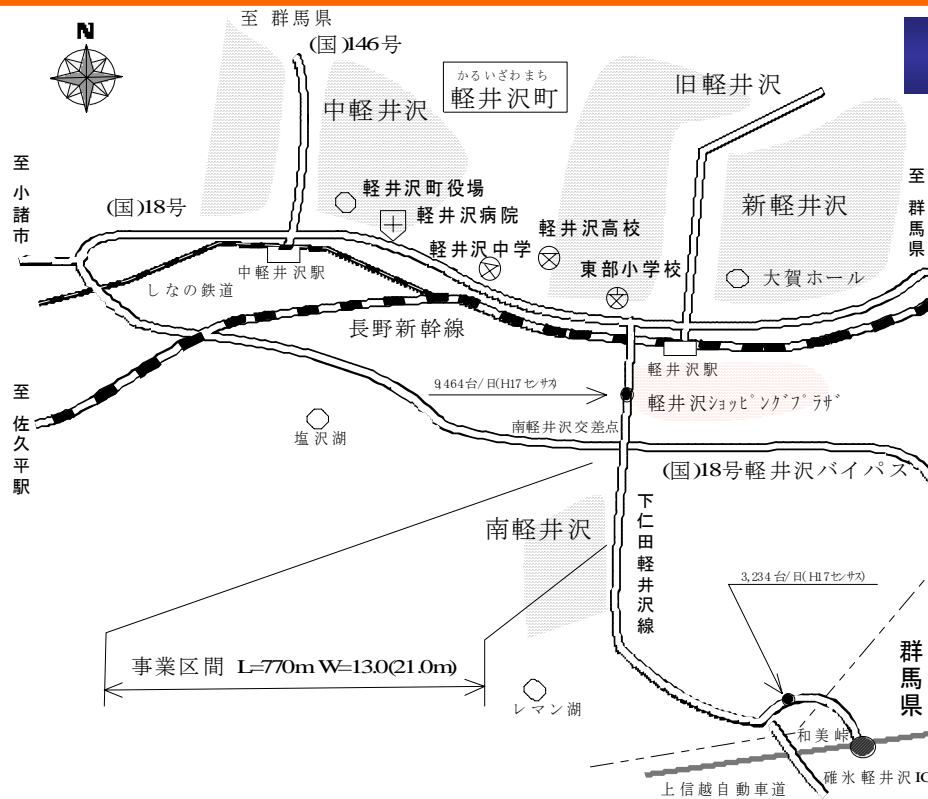 至 群馬県
N
(国)146号
かるいざわまち
軽井沢町
中軽井沢
旧軽井沢
至 小諸市
(国)18号
軽井沢町役場
軽井沢病院
軽井沢中学
軽井沢高校
東部小学校
新軽井沢
至 群馬県
大賀ホール
中軽井沢駅
しなの鉄道
長野新幹線
軽井沢駅
9,464台/日(H17センサス)
軽井沢ショッピングプラザ
至 佐久平駅
塩沢湖
南軽井沢交差点
(国)18号軽井沢バイパス
南軽井沢
下仁田軽井沢線
3,234台/日(H17センサス)
事業区間 L=770m W=13.0(21.0m)
レマン湖
群馬県
和美峠
碓氷軽井沢IC
上信越自動車道